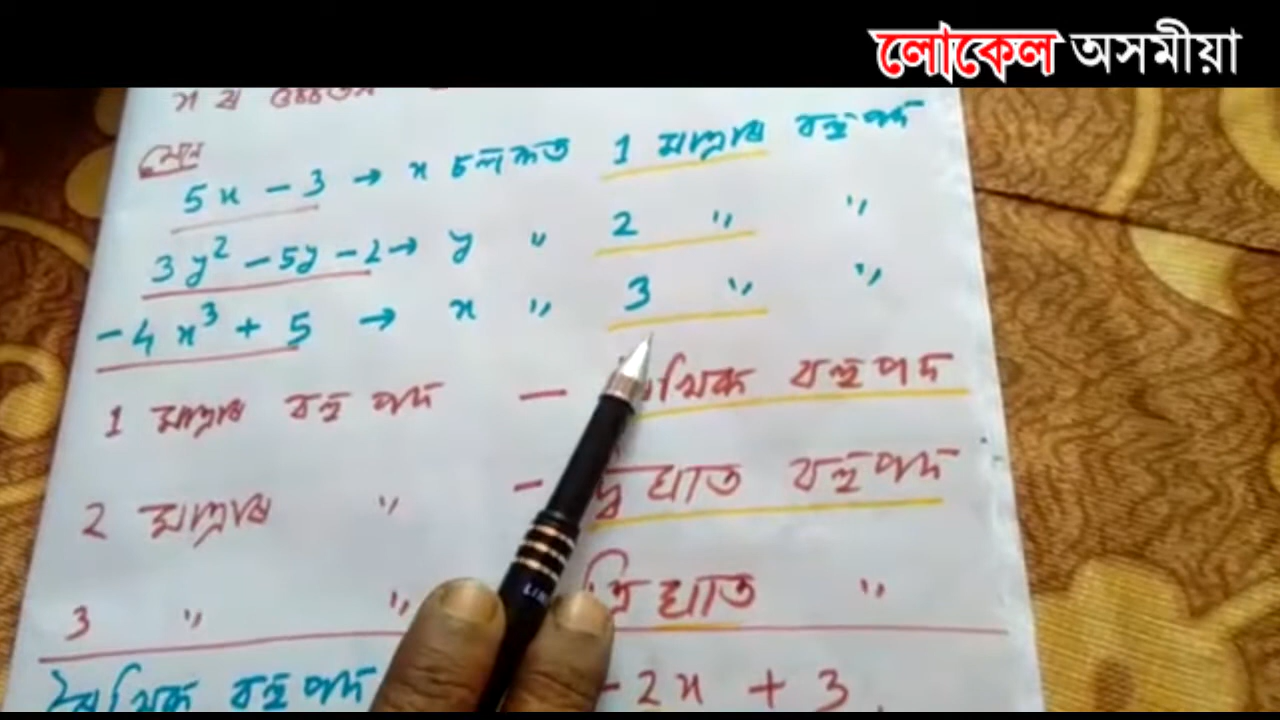 লোকেল অসমীয়া
যেনে
5x - 3 → x চলকত 1 মাত্ৰাৰ বহুপদ
3y² - 5y - 2 → y " 2 " "
-4x³ + 5 → x " 3 " "
1 মাত্ৰাৰ বহুপদ — বহুপদ
2 মাত্ৰাৰ " - দ্বিঘাত বহুপদ
3 " " ত্ৰিঘাত "
ৰৈখিক বহুপদ - 2x + 3,